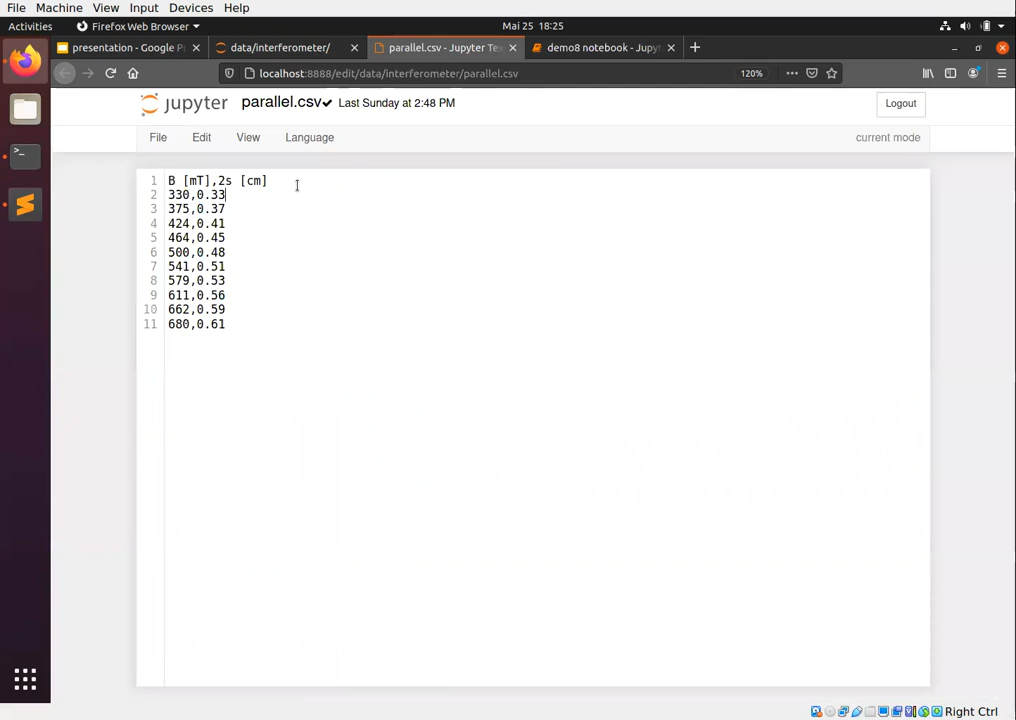 File Machine View Input Devices Help
Activities Firefox Web Browser Mai 25 18:25
presentation - Google P data/interferometer/ parallel.csv - Jupyter Te demo8 notebook - Jupyt
localhost:8888/edit/data/interferometer/parallel.csv 120%
jupyter parallel.csv Last Sunday at 2:48 PM Logout
File Edit View Language current mode
1 B [mT],2s [cm]
2 330,0.33
3 375,0.37
4 424,0.41
5 464,0.45
6 500,0.48
7 541,0.51
8 579,0.53
9 611,0.56
10 662,0.59
11 680,0.61
Right Ctrl